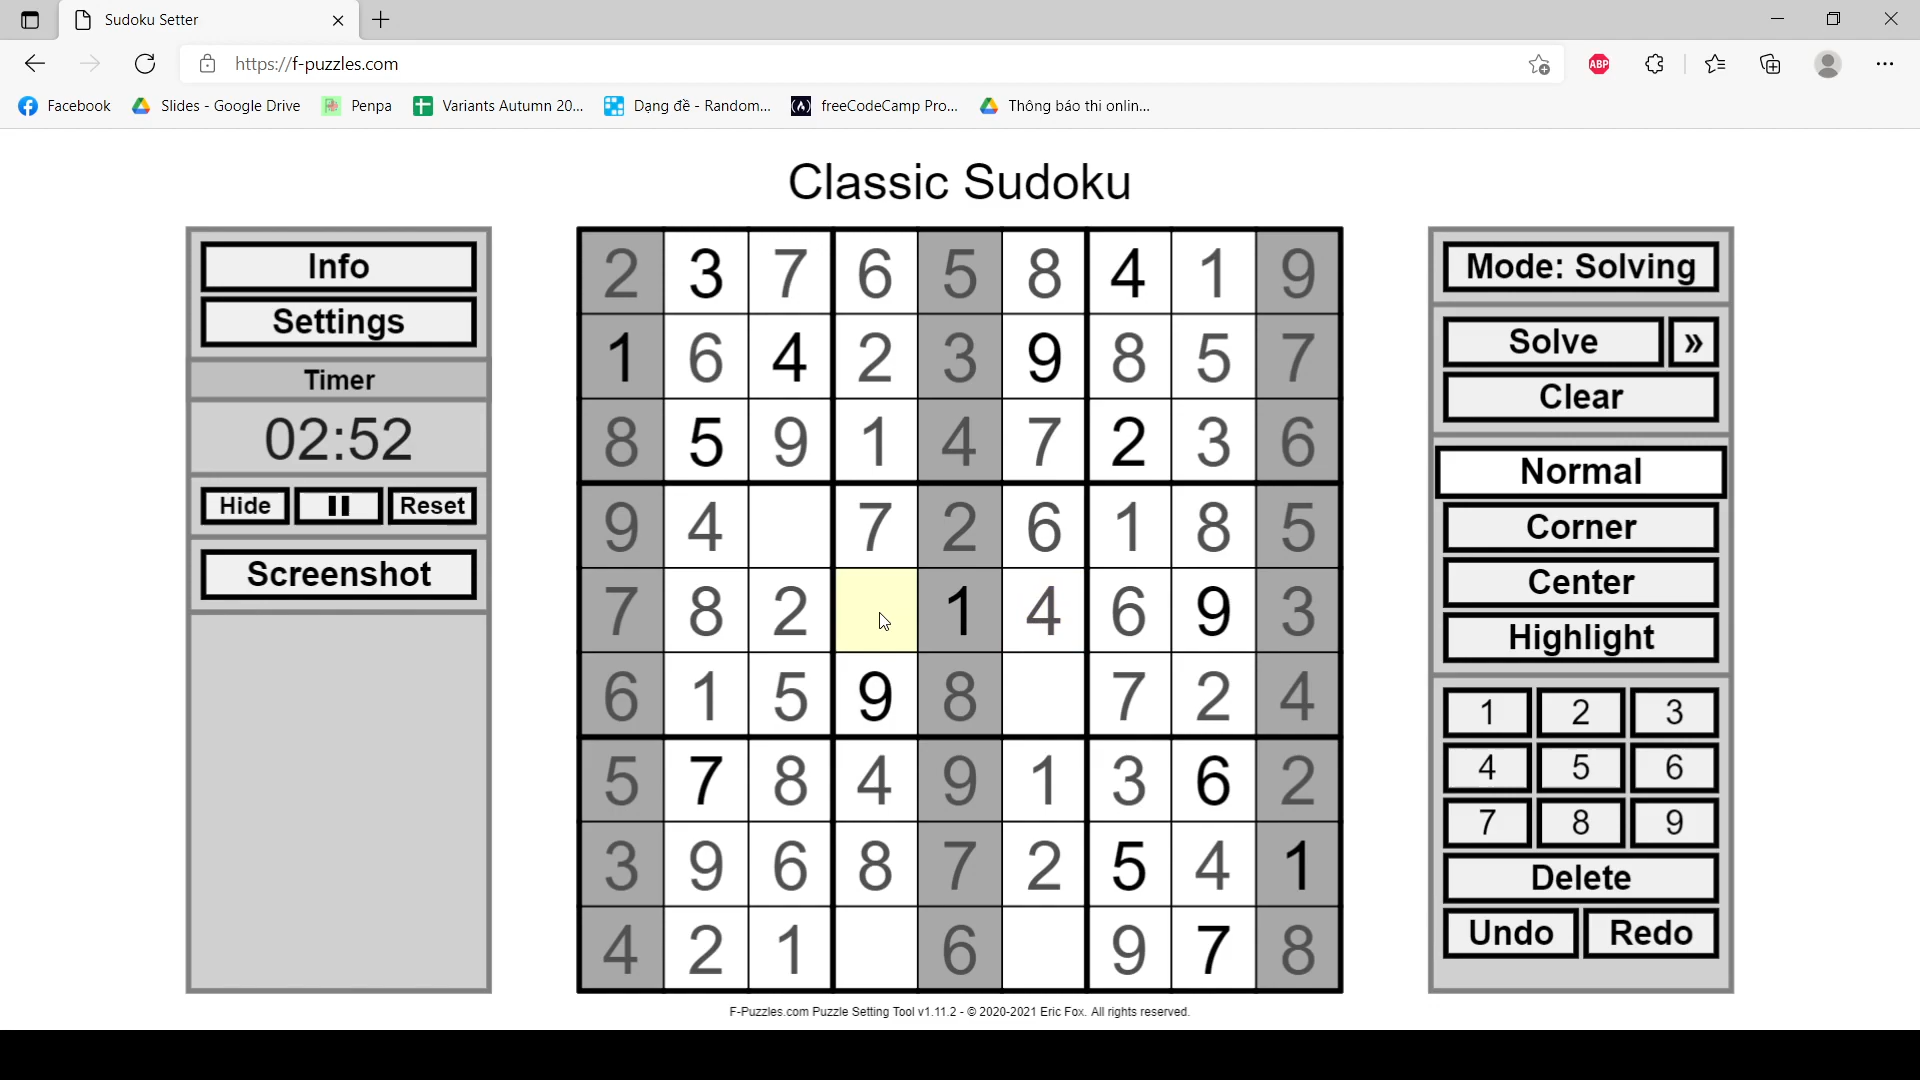 Sudoku Setter
https://f-puzzles.com
ABP
Facebook Slides - Google Drive Penpa Variants Autumn 20... Dạng đề - Random... freeCodeCamp Pro... Thông báo thi onlin...
Classic Sudoku
Info
Settings
Timer
02:52
Hide Reset
Screenshot
2 3 7 6 5 8 4 1 9
1 6 4 2 3 9 8 5 7
8 5 9 1 4 7 2 3 6
9 4 7 2 6 1 8 5
7 8 2 1 4 6 9 3
6 1 5 9 8 7 2 4
5 7 8 4 9 1 3 6 2
3 9 6 8 7 2 5 4 1
4 2 1 6 9 7 8
Mode: Solving
Solve »
Clear
Normal
Corner
Center
Highlight
1 2 3
4 5 6
7 8 9
Delete
Undo Redo
F-Puzzles.com Puzzle Setting Tool v1.11.2 - © 2020-2021 Eric Fox. All rights reserved.